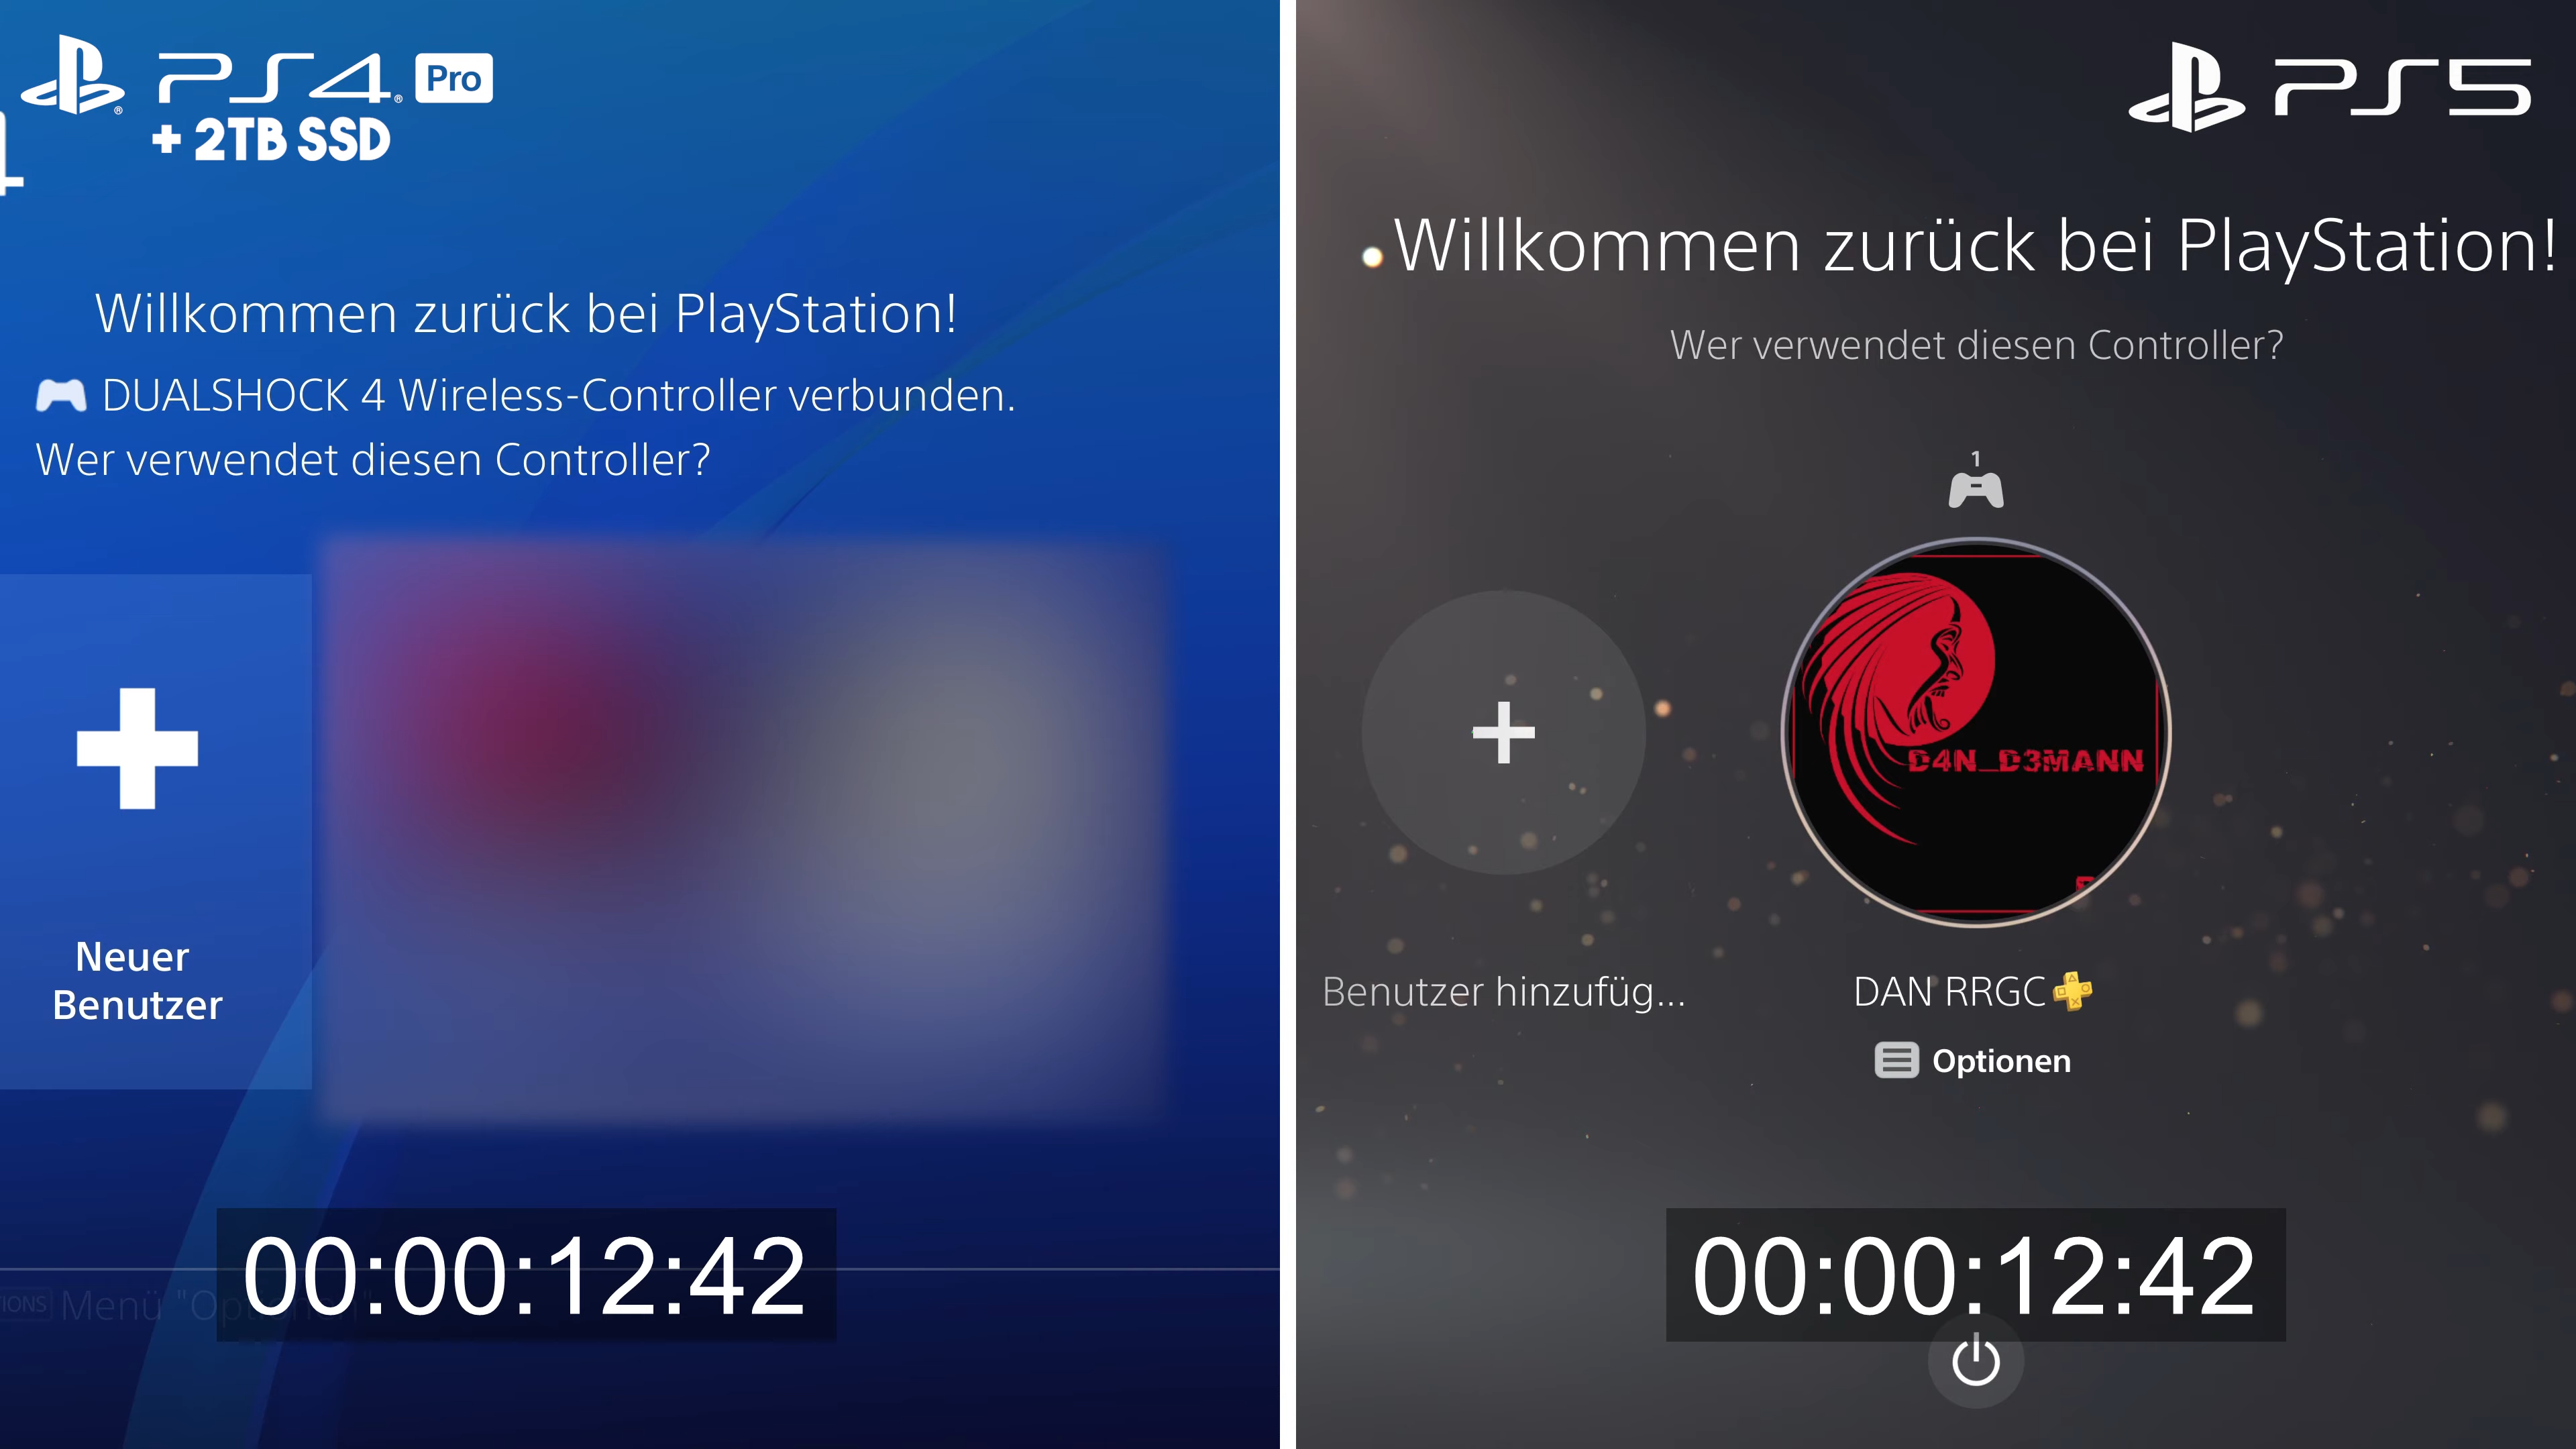 PS4 Pro
+ 2TB SSD
Willkommen zurück bei PlayStation!
DUALSHOCK 4 Wireless-Controller verbunden.
Wer verwendet diesen Controller?
Neuer
Benutzer
Menü "Op
00:00:12:42
PS5
Willkommen zurück bei PlayStation!
Wer verwendet diesen Controller?
1
D4N_D3MANN
Benutzer hinzufüg...
DAN RRGC
Optionen
00:00:12:42